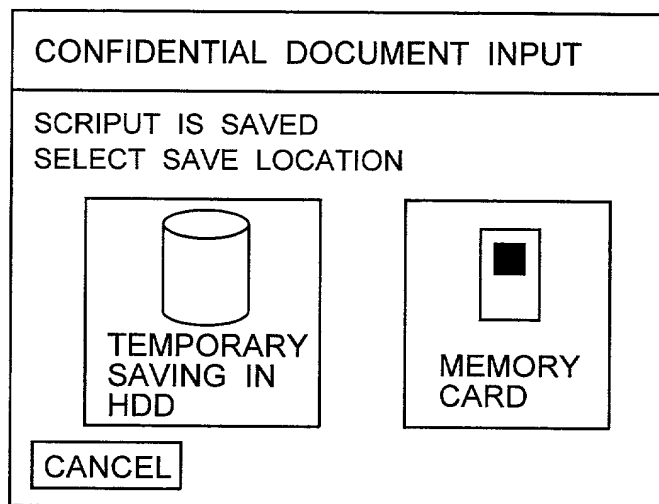 CONFIDENTIAL DOCUMENT INPUT
SCRIPUT IS SAVED
SELECT SAVE LOCATION
TEMPORARY
SAVING IN
HDD
MEMORY
CARD
CANCEL